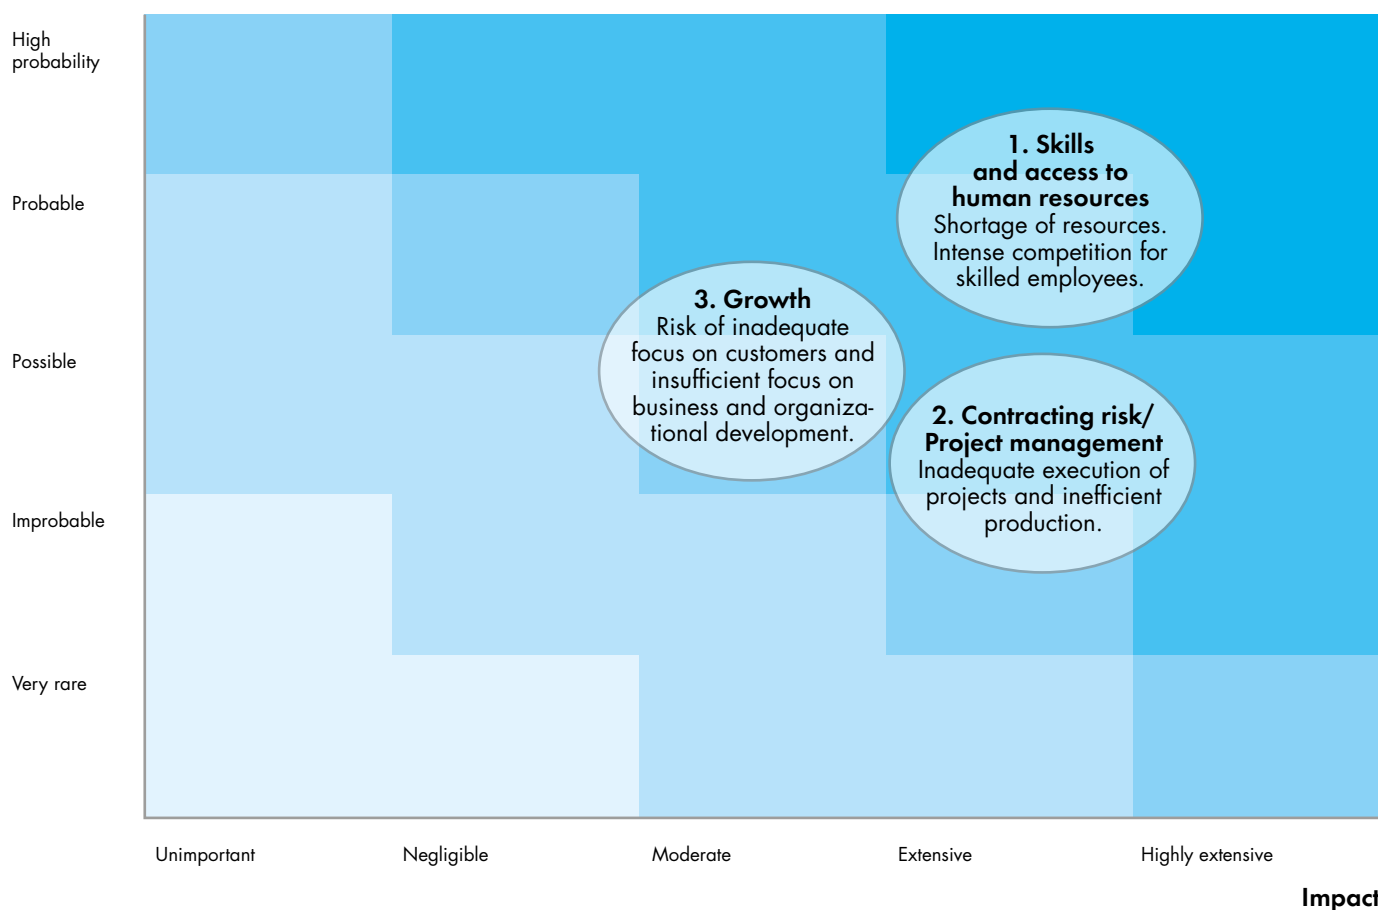 High
probability
Probable
Possible
Improbable
Very rare
1. Skills
and access to
human resources
Shortage of resources.
Intense competition for
skilled employees.
3. Growth
Risk of inadequate
focus on customers and
insufficient focus on
business and organiza-
tional development.
2. Contracting risk/
Project management
Inadequate execution of
projects and inefficient
production.
Unimportant
Negligible
Moderate
Extensive
Highly extensive
Impact